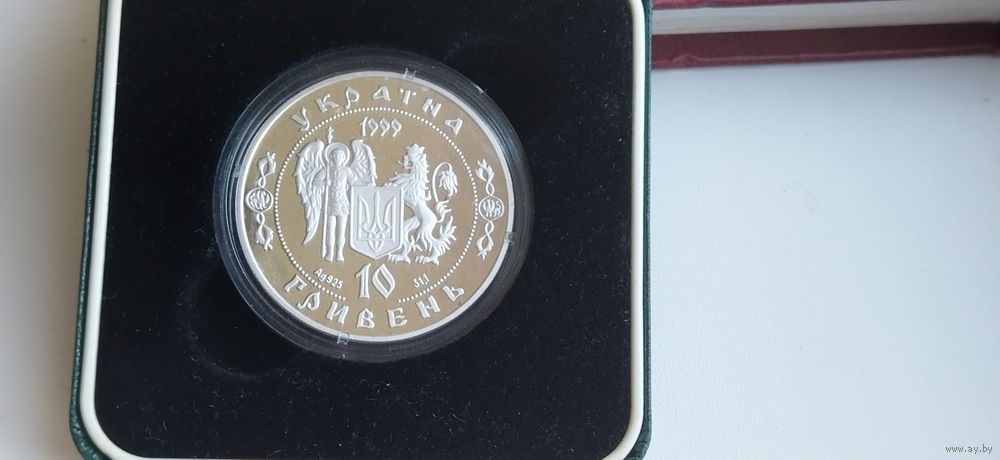 УКРАЇНА
1999
Ag 925
31,1
10
ГРИВЕНЬ
www.ay.by